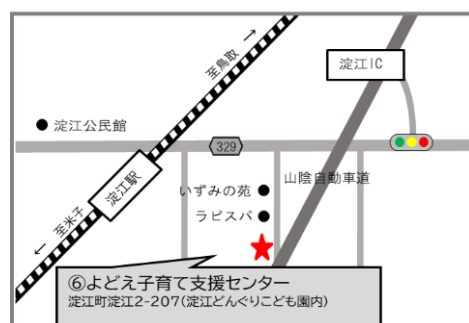 至鳥取
淀江IC
淀江公民館
329
淀江駅
いずみの苑
山陰自動車道
ラピスパ
至米子
⑥よどえ子育て支援センター
淀江町淀江2-207(淀江どんぐりこども園内)